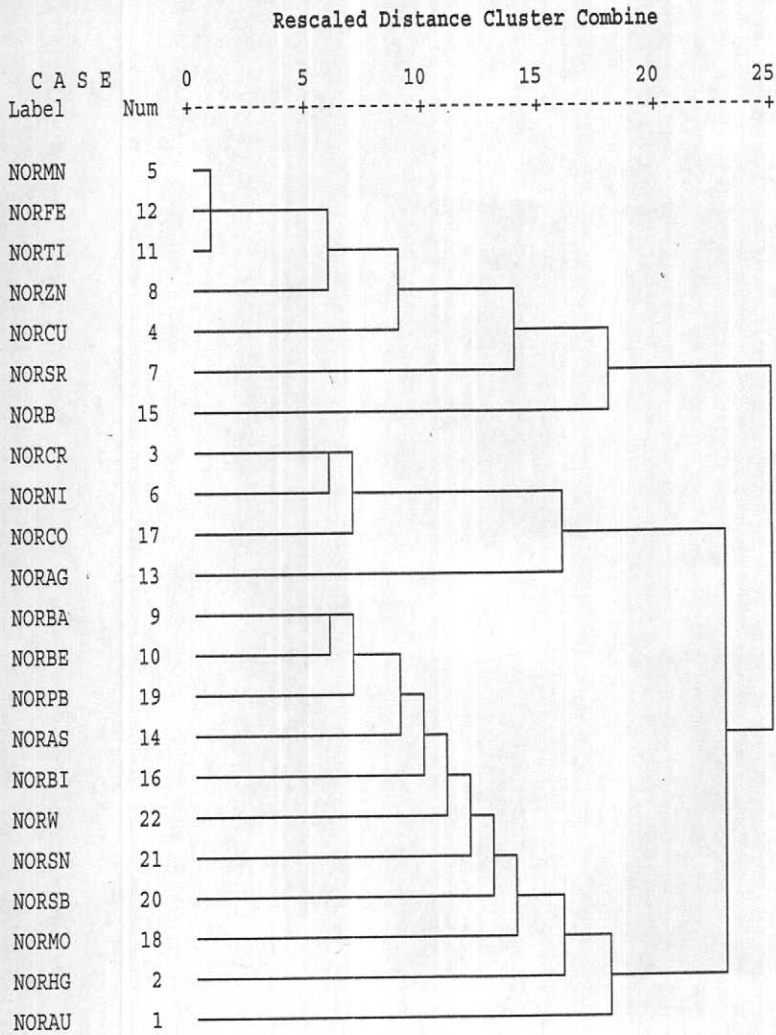 Rescaled Distance Cluster Combine
C A S E 0 5 10 15 20 25
Label Num +---------+---------+---------+---------+---------+
NORMN 5
NORFE 12
NORTI 11
NORZN 8
NORCU 4
NORSR 7
NORB 15
NORCR 3
NORNI 6
NORCO 17
NORAG 13
NORBA 9
NORBE 10
NORPB 19
NORAS 14
NORBI 16
NORW 22
NORSN 21
NORSB 20
NORMO 18
NORHG 2
NORAU 1